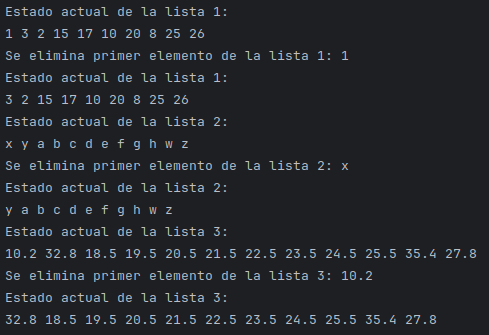 Estado actual de la lista 1:
1 3 2 15 17 10 20 8 25 26
Se elimina primer elemento de la lista 1: 1
Estado actual de la lista 1:
3 2 15 17 10 20 8 25 26
Estado actual de la lista 2:
x y a b c d e f g h w z
Se elimina primer elemento de la lista 2: x
Estado actual de la lista 2:
y a b c d e f g h w z
Estado actual de la lista 3:
10.2 32.8 18.5 19.5 20.5 21.5 22.5 23.5 24.5 25.5 35.4 27.8
Se elimina primer elemento de la lista 3: 10.2
Estado actual de la lista 3:
32.8 18.5 19.5 20.5 21.5 22.5 23.5 24.5 25.5 35.4 27.8